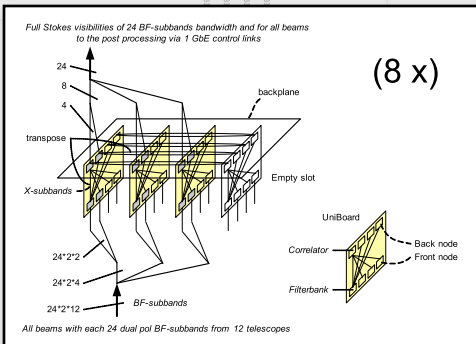 Full Stokes visibilities of 24 BF-subbands bandwidth and for all beams
to the post processing via 1 GbE control links
(8 x)
24
8
4
backplane
transpose
X-subbands
Empty slot
UniBoard
Correlator
Back node
Front node
Filterbank
24*2*2
24*2*4
24*2*12
BF-subbands
All beams with each 24 dual pol BF-subbands from 12 telescopes